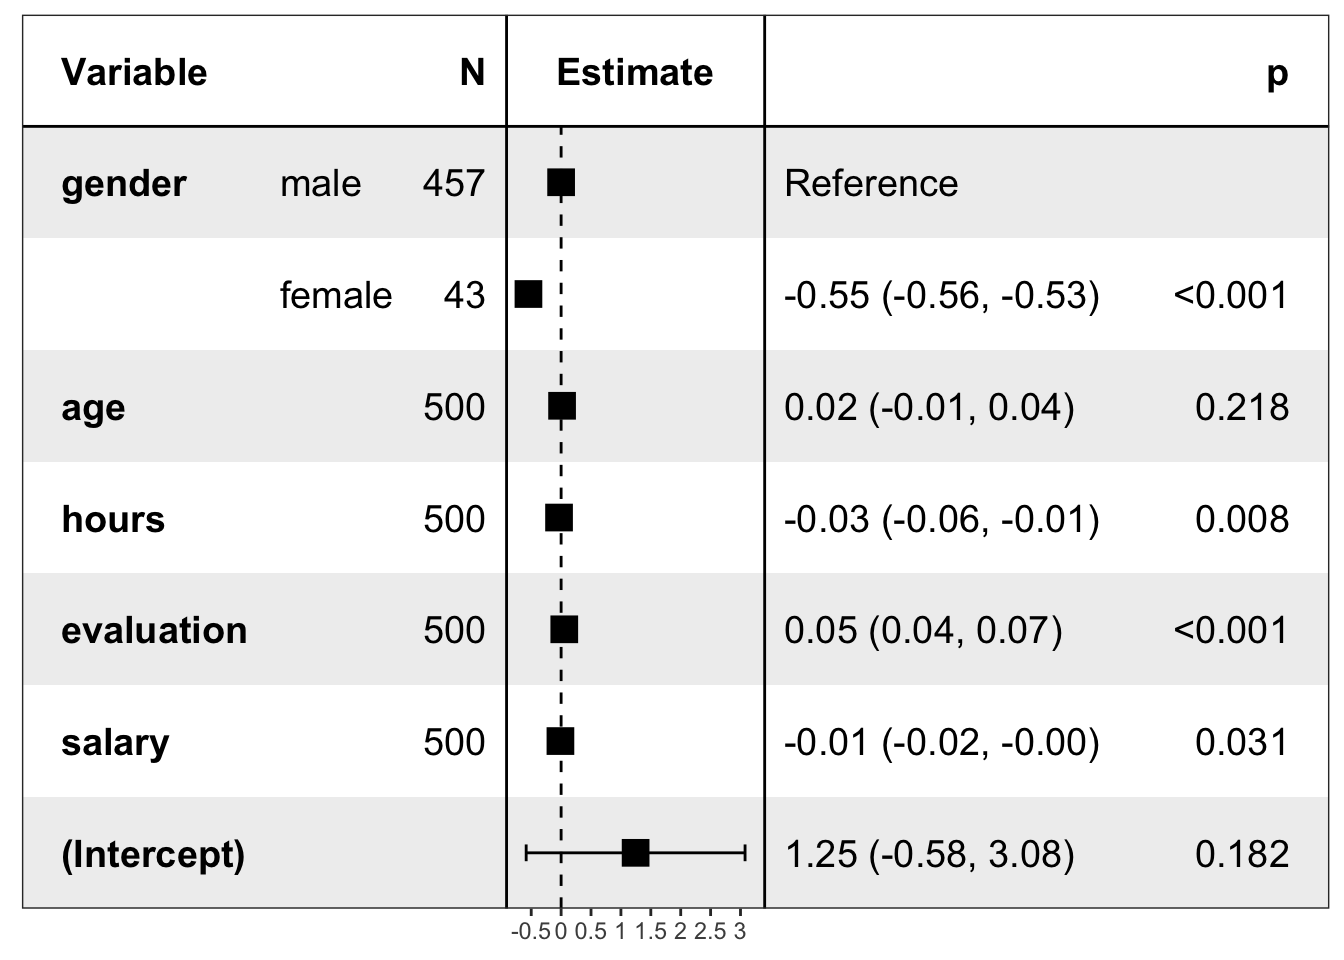 Variable N Estimate p
gender male 457 Reference
female 43 -0.55 (-0.56, -0.53) <0.001
age 500 0.02 (-0.01, 0.04) 0.218
hours 500 -0.03 (-0.06, -0.01) 0.008
evaluation 500 0.05 (0.04, 0.07) <0.001
salary 500 -0.01 (-0.02, -0.00) 0.031
(Intercept) 1.25 (-0.58, 3.08) 0.182
-0.5 0 0.5 1 1.5 2 2.5 3